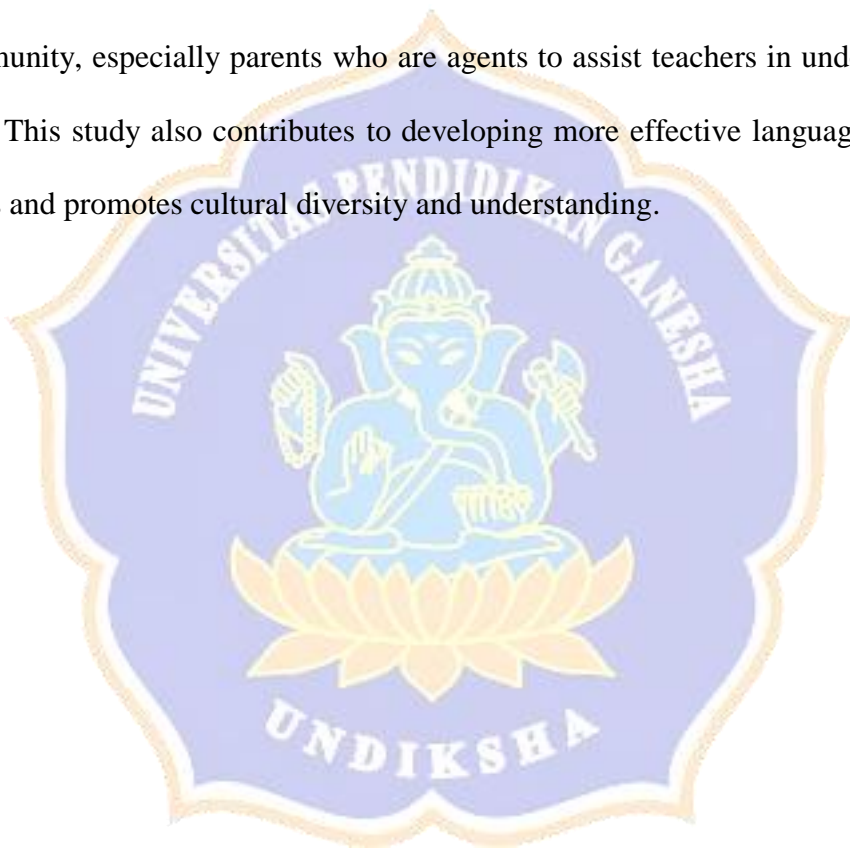 munity, especially parents who are agents to assist teachers in und
This study also contributes to developing more effective languag
and promotes cultural diversity and understanding.
UNIVERSITAS PENDIDIKAN GANESHA
UNDIKSHA